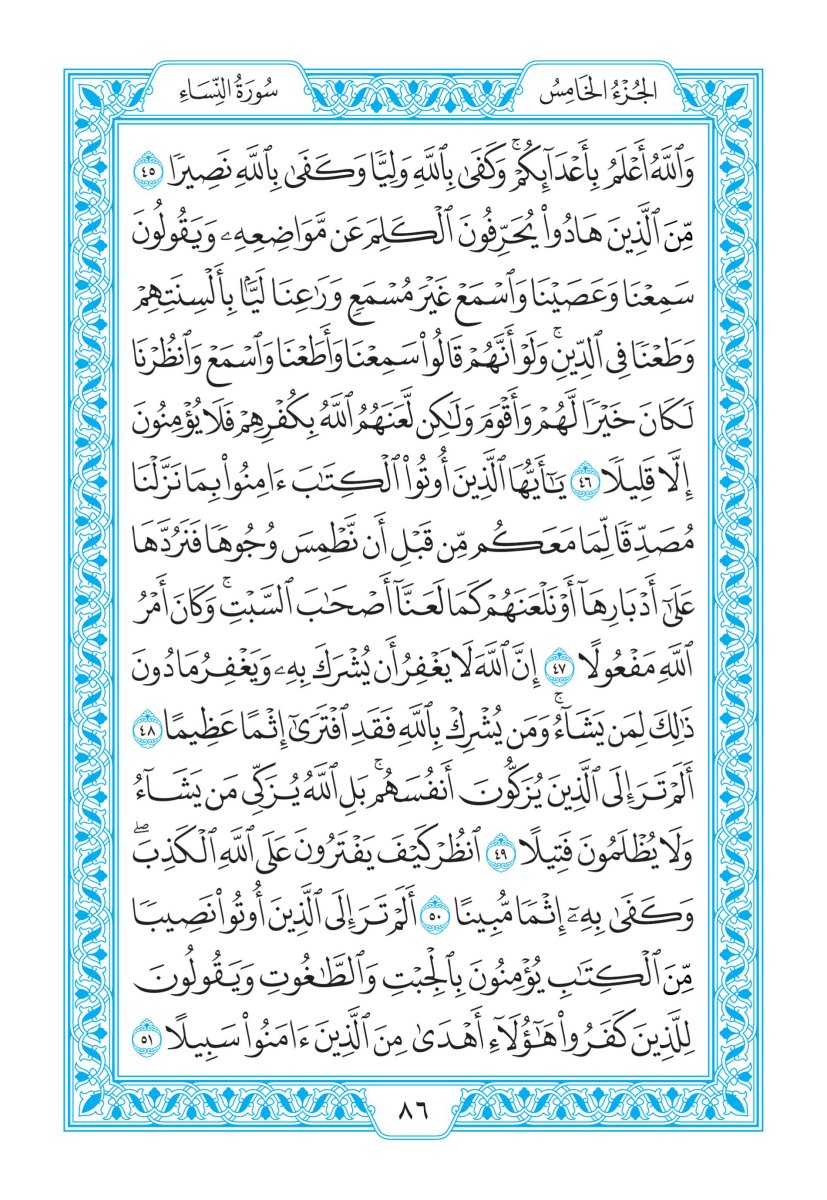 الجُزْءُ الخَامِسُ
سُورَةُ النِّسَاءِ
وَٱللَّهُ أَعْلَمُ بِأَعْدَآئِكُمْۚ وَكَفَىٰ بِٱللَّهِ وَلِيّٗا وَكَفَىٰ بِٱللَّهِ نَصِيرٗا ٤٥
مِّنَ ٱلَّذِينَ هَادُواْ يُحَرِّفُونَ ٱلۡكَلِمَ عَن مَّوَاضِعِهِۦ وَيَقُولُونَ
سَمِعۡنَا وَعَصَيۡنَا وَٱسۡمَعۡ غَيۡرَ مُسۡمَعٖ وَرَٰعِنَا لَيَّۢا بِأَلۡسِنَتِهِمۡ
وَطَعۡنٗا فِي ٱلدِّينِۚ وَلَوۡ أَنَّهُمۡ قَالُواْ سَمِعۡنَا وَأَطَعۡنَا وَٱسۡمَعۡ وَٱنظُرۡنَا
لَكَانَ خَيۡرٗا لَّهُمۡ وَأَقۡوَمَ وَلَٰكِن لَّعَنَهُمُ ٱللَّهُ بِكُفۡرِهِمۡ فَلَا يُؤۡمِنُونَ
إِلَّا قَلِيلٗا ٤٦ يَٰٓأَيُّهَا ٱلَّذِينَ أُوتُواْ ٱلۡكِتَٰبَ ءَامِنُواْ بِمَا نَزَّلۡنَا
مُصَدِّقٗا لِّمَا مَعَكُم مِّن قَبۡلِ أَن نَّطۡمِسَ وُجُوهٗا فَنَرُدَّهَا
عَلَىٰٓ أَدۡبَارِهَآ أَوۡ نَلۡعَنَهُمۡ كَمَا لَعَنَّآ أَصۡحَٰبَ ٱلسَّبۡتِۚ وَكَانَ أَمۡرُ
ٱللَّهِ مَفۡعُولًا ٤٧ إِنَّ ٱللَّهَ لَا يَغۡفِرُ أَن يُشۡرَكَ بِهِۦ وَيَغۡفِرُ مَا دُونَ
ذَٰلِكَ لِمَن يَشَآءُۚ وَمَن يُشۡرِكۡ بِٱللَّهِ فَقَدِ ٱفۡتَرَىٰٓ إِثۡمًا عَظِيمًا ٤٨
أَلَمۡ تَرَ إِلَى ٱلَّذِينَ يُزَكُّونَ أَنفُسَهُمۚ بَلِ ٱللَّهُ يُزَكِّي مَن يَشَآءُ
وَلَا يُظۡلَمُونَ فَتِيلًا ٤٩ ٱنظُرۡ كَيۡفَ يَفۡتَرُونَ عَلَى ٱللَّهِ ٱلۡكَذِبَۖ
وَكَفَىٰ بِهِۦٓ إِثۡمٗا مُّبِينًا ٥٠ أَلَمۡ تَرَ إِلَى ٱلَّذِينَ أُوتُواْ نَصِيبٗا
مِّنَ ٱلۡكِتَٰبِ يُؤۡمِنُونَ بِٱلۡجِبۡتِ وَٱلطَّٰغُوتِ وَيَقُولُونَ
لِلَّذِينَ كَفَرُواْ هَٰٓؤُلَآءِ أَهۡدَىٰ مِنَ ٱلَّذِينَ ءَامَنُواْ سَبِيلًا ٥١
٨٦